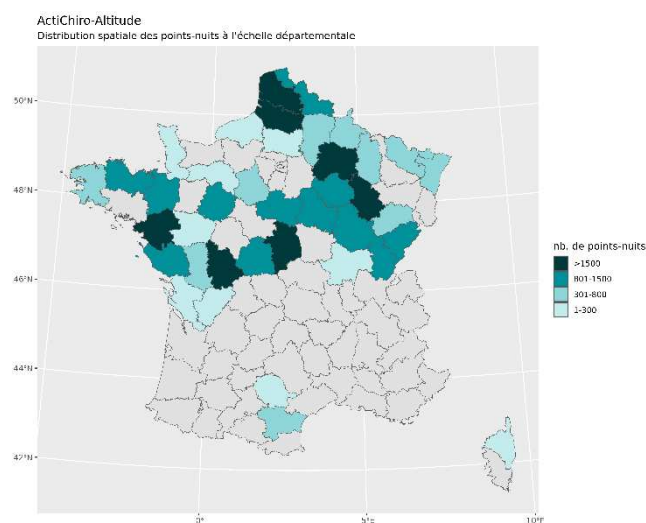 ActiChiro-Altitude
Distribution spatiale des points-nuits à l'échelle départementale
50°N
48°N
46°N
44°N
42°N
0°
5°E
10°E
nb. de points-nuits
>1500
801-1500
301-800
1-300